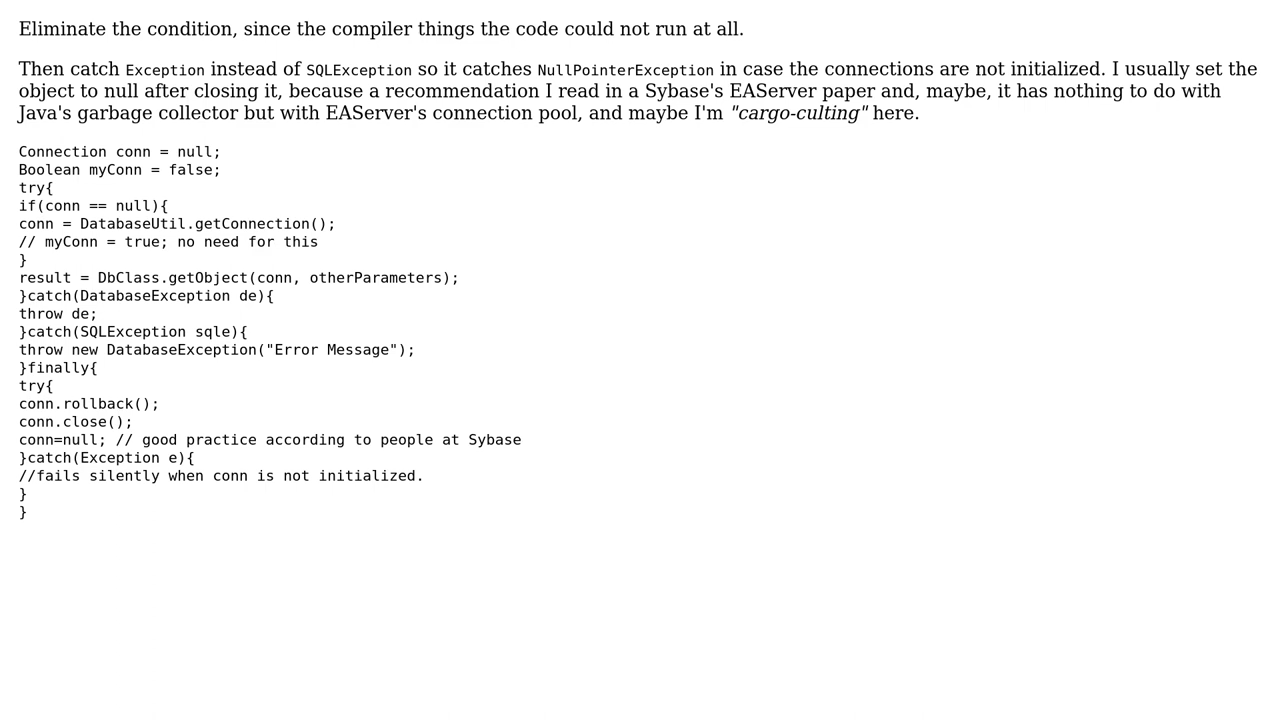 Eliminate the condition, since the compiler things the code could not run at all.
Then catch Exception instead of SQLException so it catches NullPointerException in case the connections are not initialized. I usually set the
object to null after closing it, because a recommendation I read in a Sybase's EAServer paper and, maybe, it has nothing to do with
Java's garbage collector but with EAServer's connection pool, and maybe I'm "cargo-culting" here.
Connection conn = null;
Boolean myConn = false;
try{
if(conn == null){
conn = DatabaseUtil.getConnection();
// myConn = true; no need for this
}
result = DbClass.getObject(conn, otherParameters);
}catch(DatabaseException de){
throw de;
}catch(SQLException sqle){
throw new DatabaseException("Error Message");
}finally{
try{
conn.rollback();
conn.close();
conn=null; // good practice according to people at Sybase
}catch(Exception e){
//fails silently when conn is not initialized.
}
}